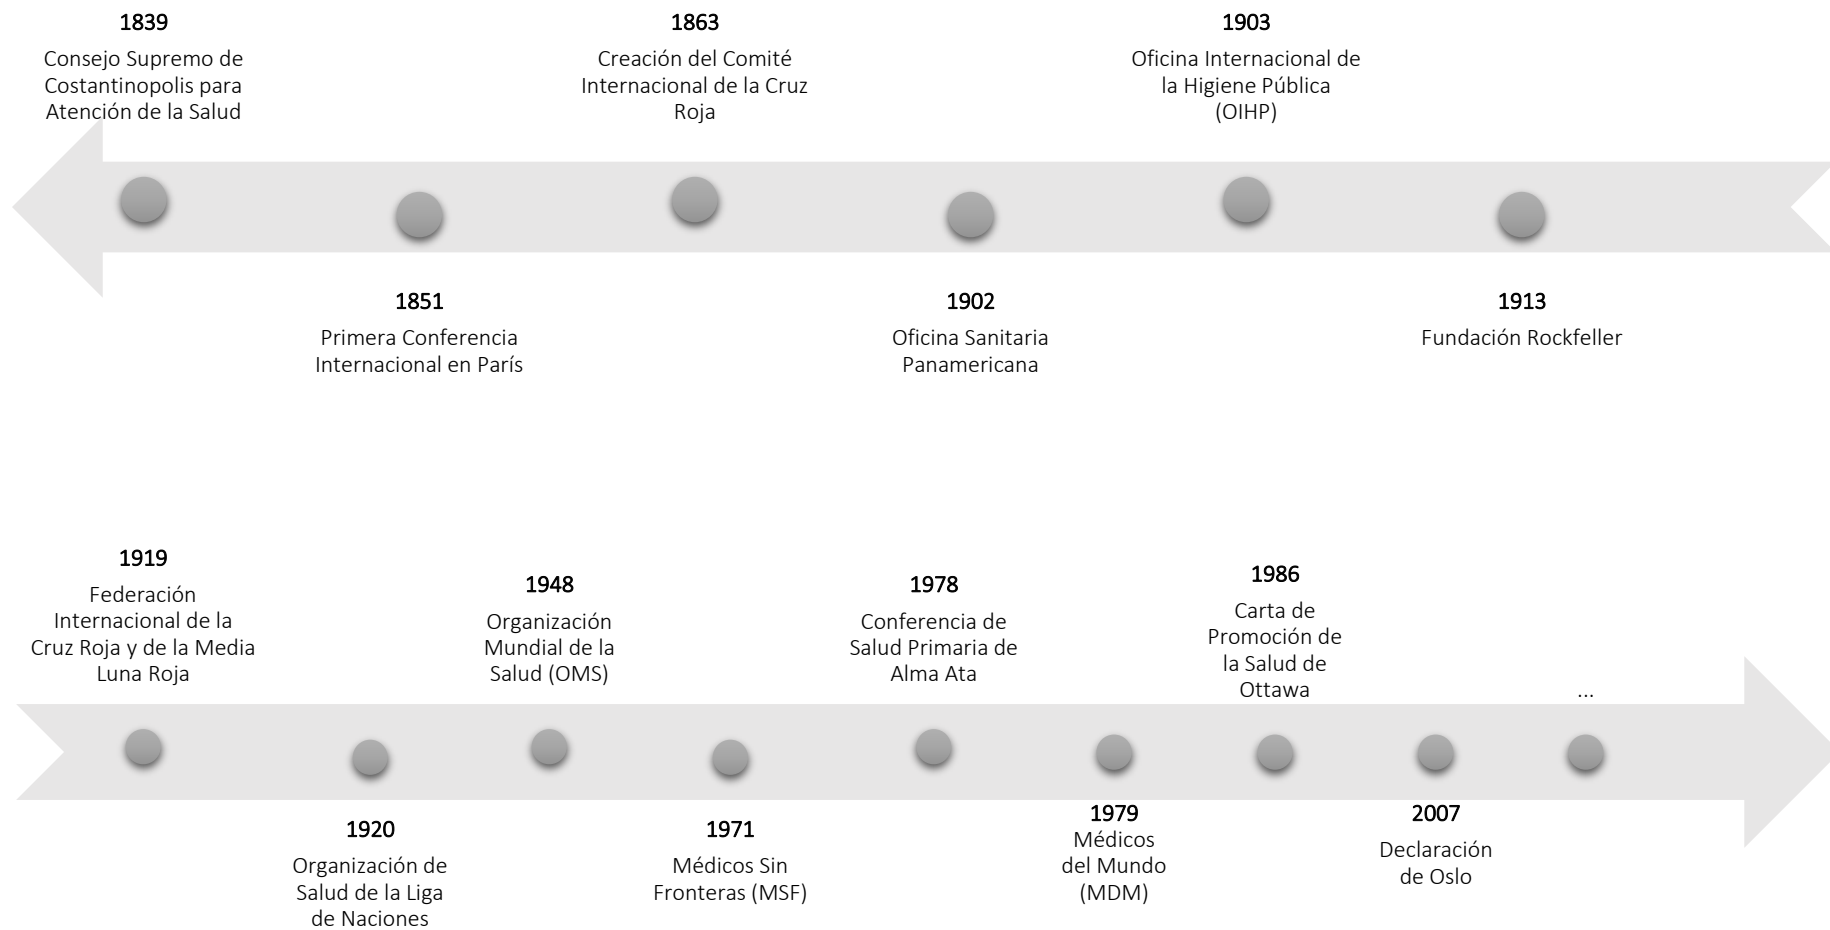 1839
Consejo Supremo de
Costantinopolis para
Atención de la Salud
1863
Creación del Comité
Internacional de la Cruz
Roja
1903
Oficina Internacional de
la Higiene Pública
(OIHP)
1851
Primera Conferencia
Internacional en París
1902
Oficina Sanitaria
Panamericana
1913
Fundación Rockfeller
1919
Federación
Internacional de la
Cruz Roja y de la Media
Luna Roja
1948
Organización
Mundial de la
Salud (OMS)
1978
Conferencia de
Salud Primaria de
Alma Ata
1986
Carta de
Promoción de
la Salud de
Ottawa
...
1920
Organización de
Salud de la Liga
de Naciones
1971
Médicos Sin
Fronteras (MSF)
1979
Médicos
del Mundo
(MDM)
2007
Declaración
de Oslo